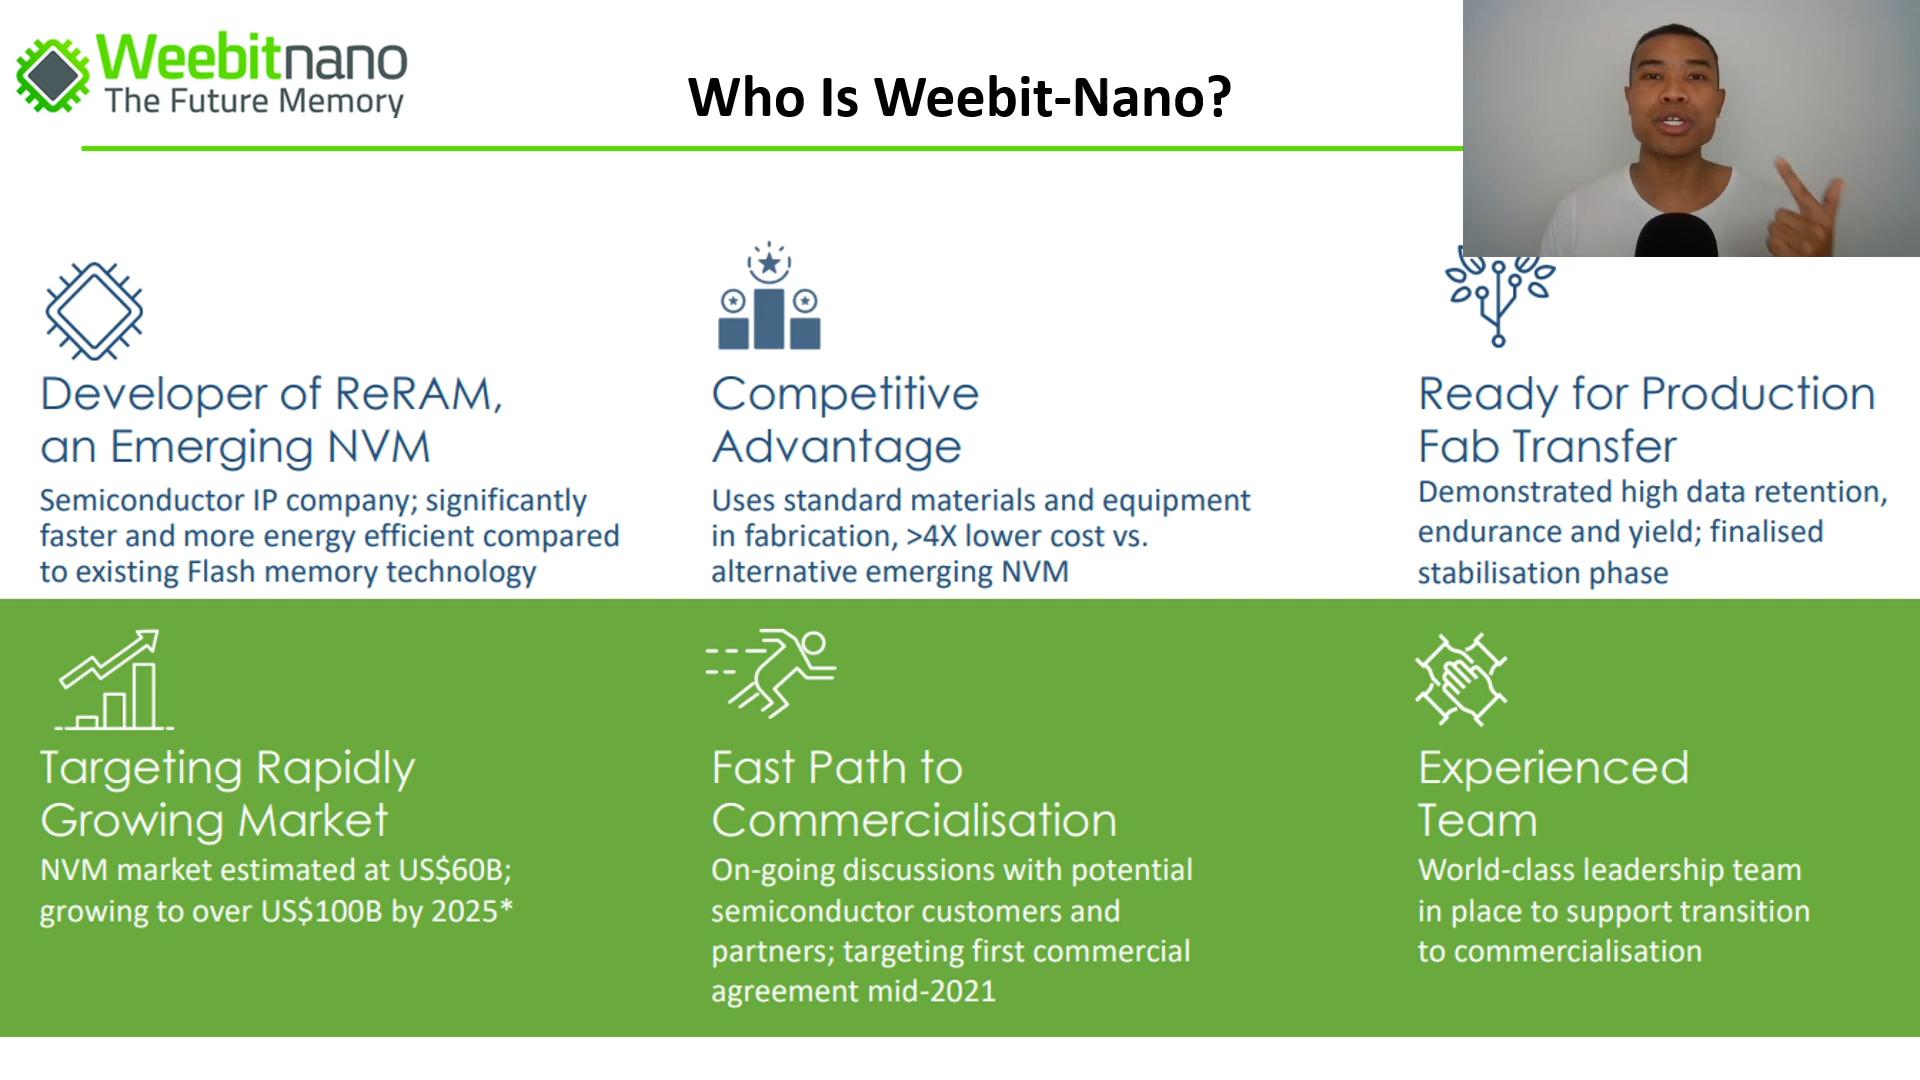 Weebitnano
The Future Memory
Who Is Weebit-Nano?
Developer of ReRAM,
an Emerging NVM
Semiconductor IP company; significantly
faster and more energy efficient compared
to existing Flash memory technology
Competitive
Advantage
Uses standard materials and equipment
in fabrication, >4X lower cost vs.
alternative emerging NVM
Ready for Production
Fab Transfer
Demonstrated high data retention,
endurance and yield; finalised
stabilisation phase
Targeting Rapidly
Growing Market
NVM market estimated at US$60B;
growing to over US$100B by 2025*
Fast Path to
Commercialisation
On-going discussions with potential
semiconductor customers and
partners; targeting first commercial
agreement mid-2021
Experienced
Team
World-class leadership team
in place to support transition
to commercialisation